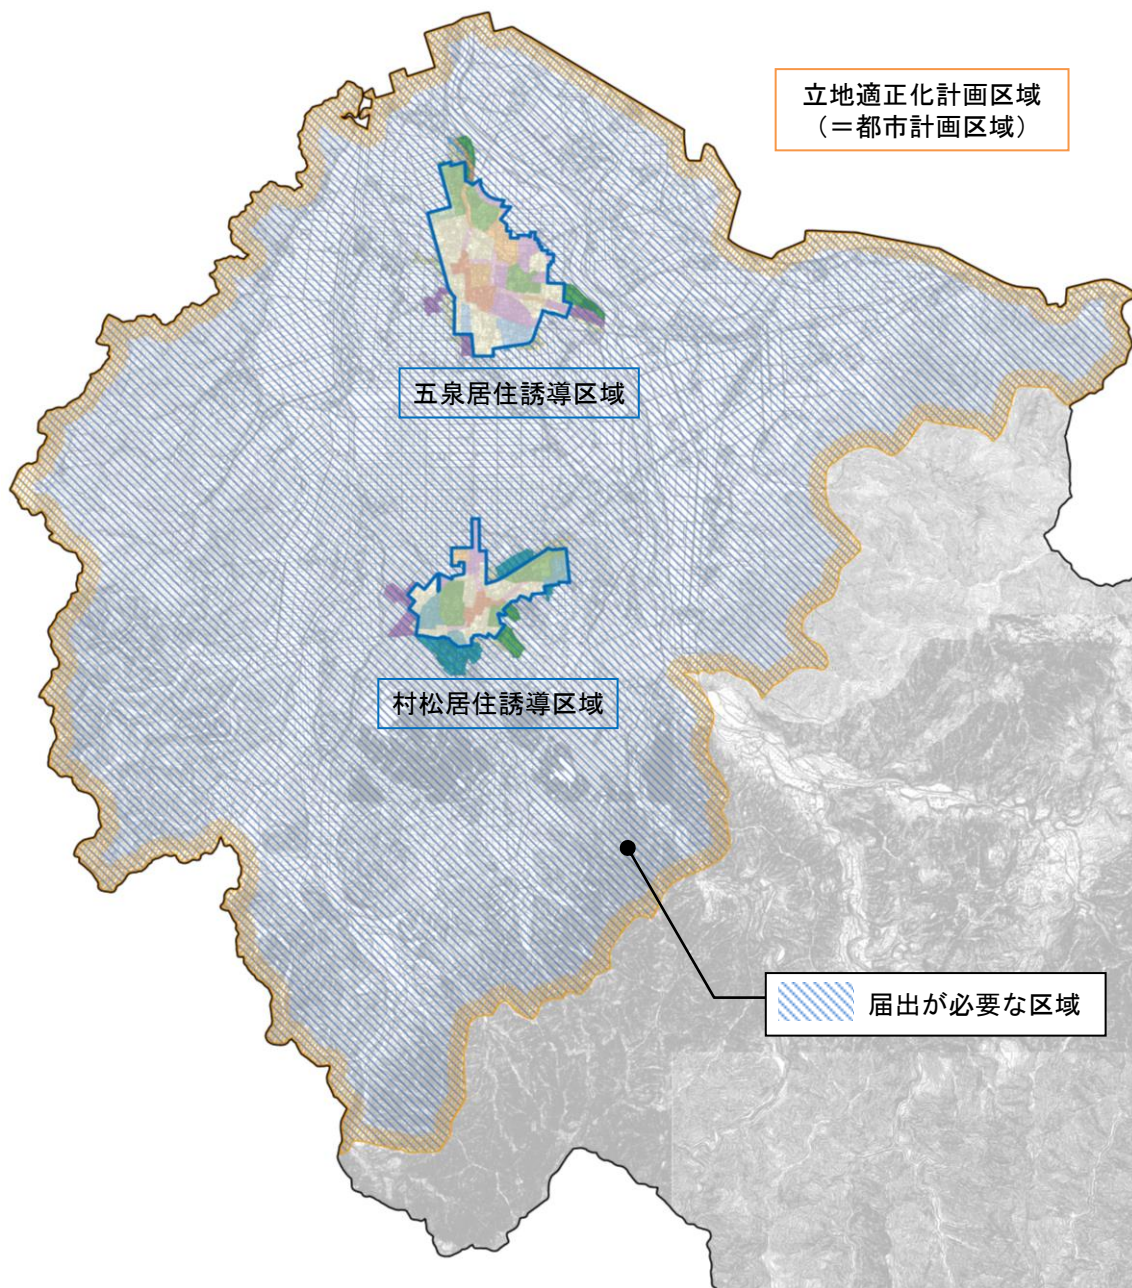 立地適正化計画区域
（＝都市計画区域）
五泉居住誘導区域
村松居住誘導区域
届出が必要な区域